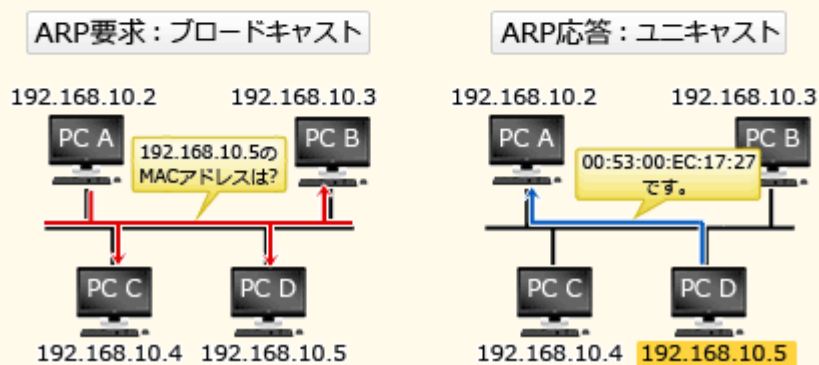 ARP要求：ブロードキャスト
192.168.10.2
192.168.10.3
PC A
PC B
192.168.10.5の
MACアドレスは?
PC C
PC D
192.168.10.4
192.168.10.5
ARP応答：ユニキャスト
192.168.10.2
192.168.10.3
PC A
PC B
00:53:00:EC:17:27
です。
PC C
PC D
192.168.10.4
192.168.10.5